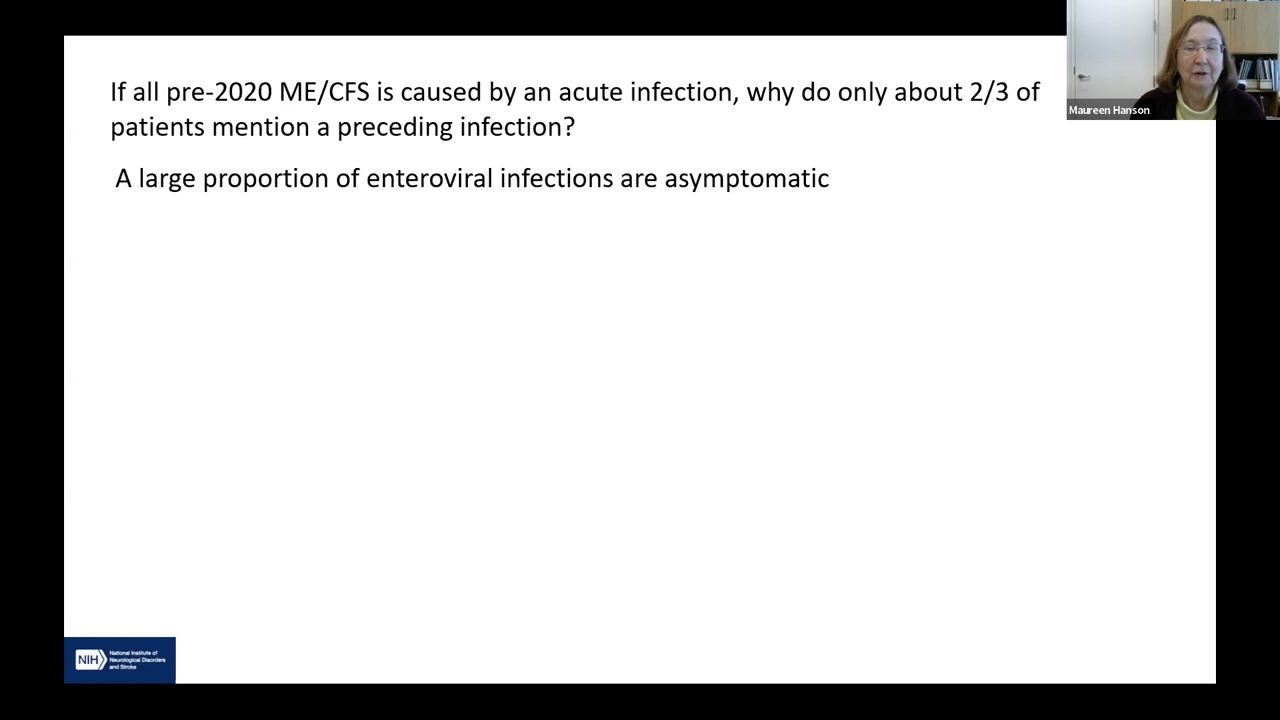 If all pre-2020 ME/CFS is caused by an acute infection, why do only about 2/3 of
patients mention a preceding infection?
A large proportion of enteroviral infections are asymptomatic
Maureen Hanson
NIH
National Institute of
Neurological Disorders
and Stroke